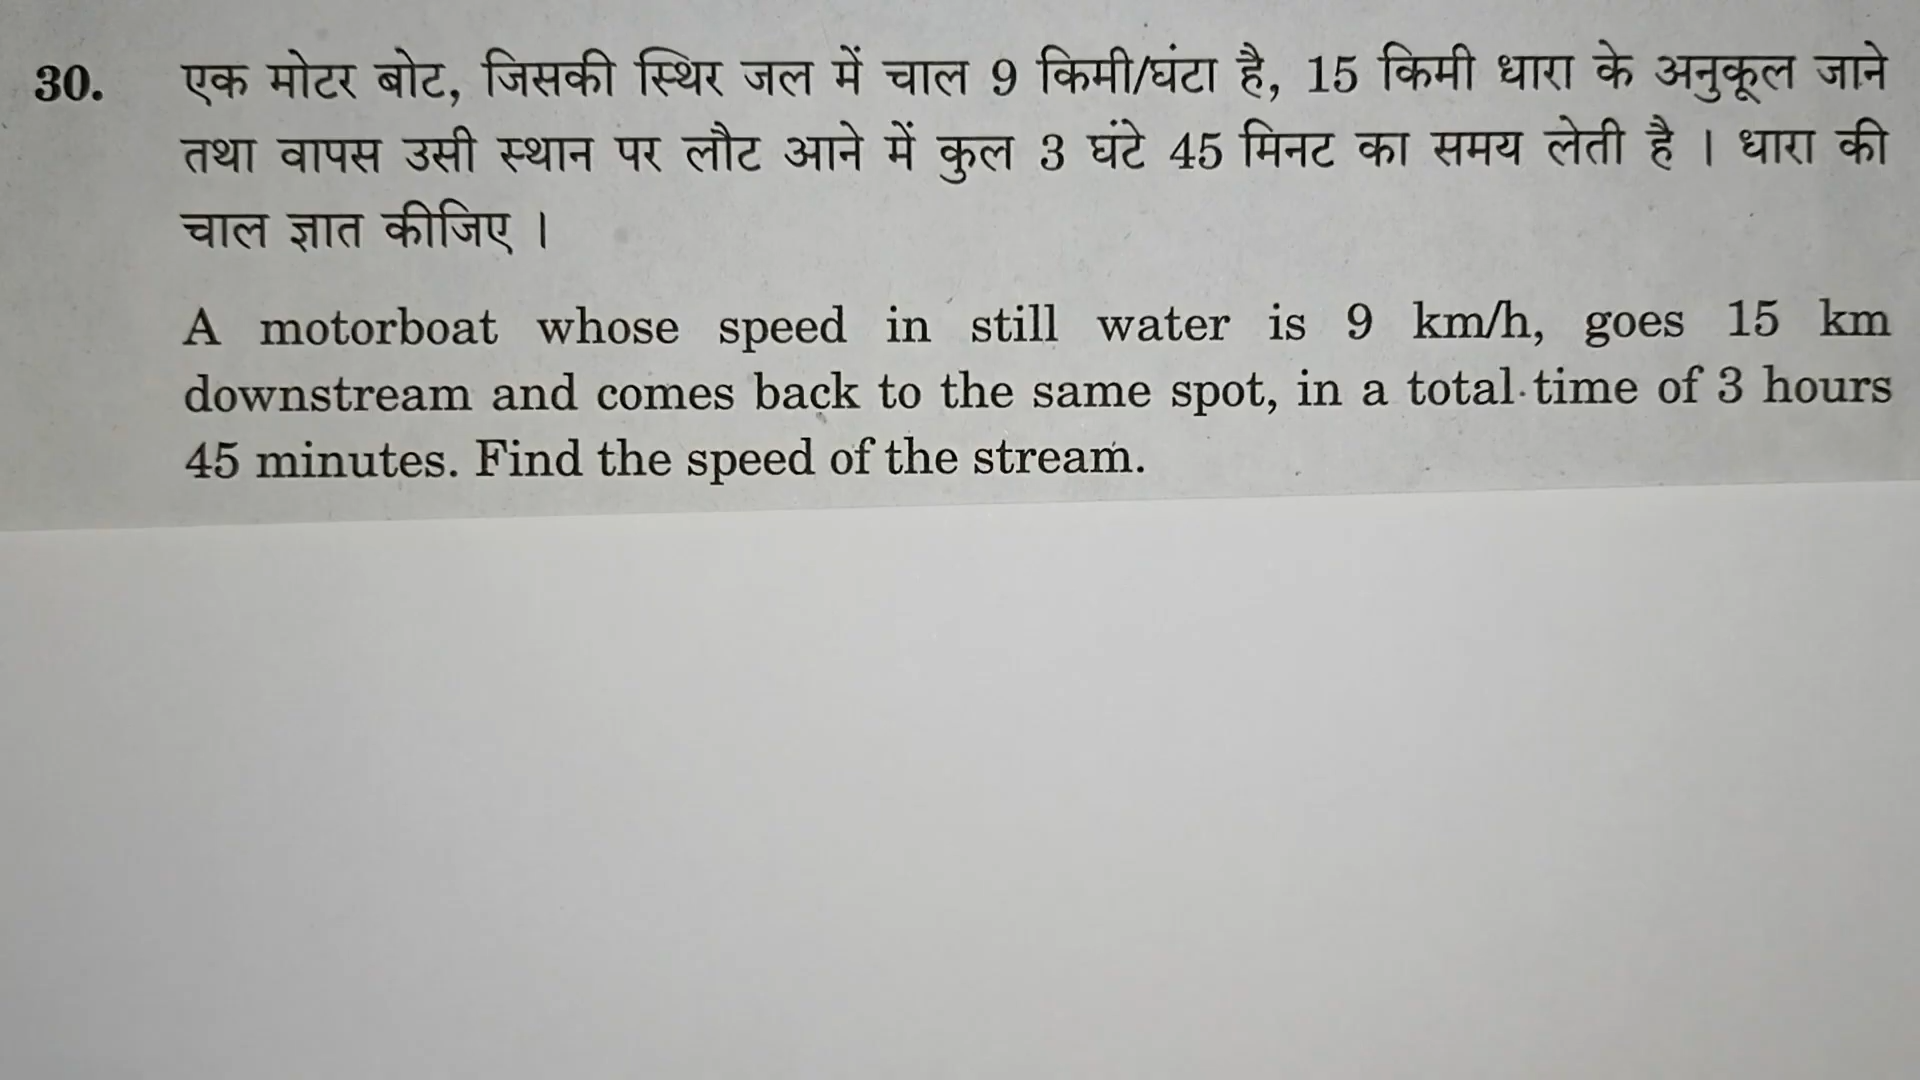 30. एक मोटर बोट, जिसकी स्थिर जल में चाल 9 किमी/घंटा है, 15 किमी धारा के अनुकूल जाने
तथा वापस उसी स्थान पर लौट आने में कुल 3 घंटे 45 मिनट का समय लेती है । धारा की
चाल ज्ञात कीजिए ।
A motorboat whose speed in still water is 9 km/h, goes 15 km
downstream and comes back to the same spot, in a total time of 3 hours
45 minutes. Find the speed of the stream.